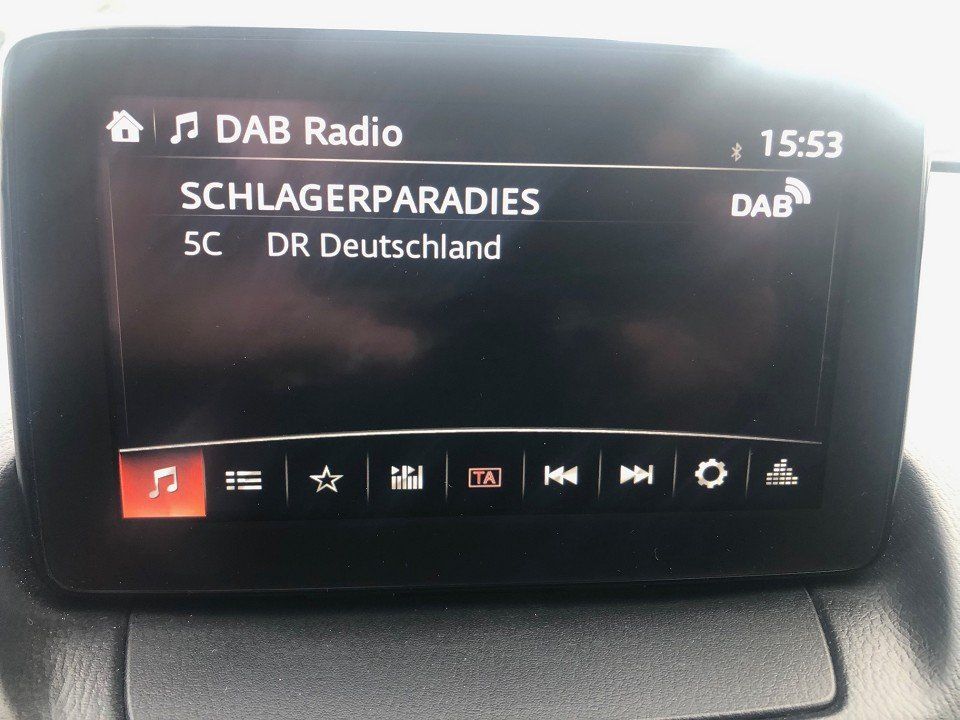 DAB Radio
15:53
SCHLAGERPARADIES
DAB
5C DR Deutschland
TA